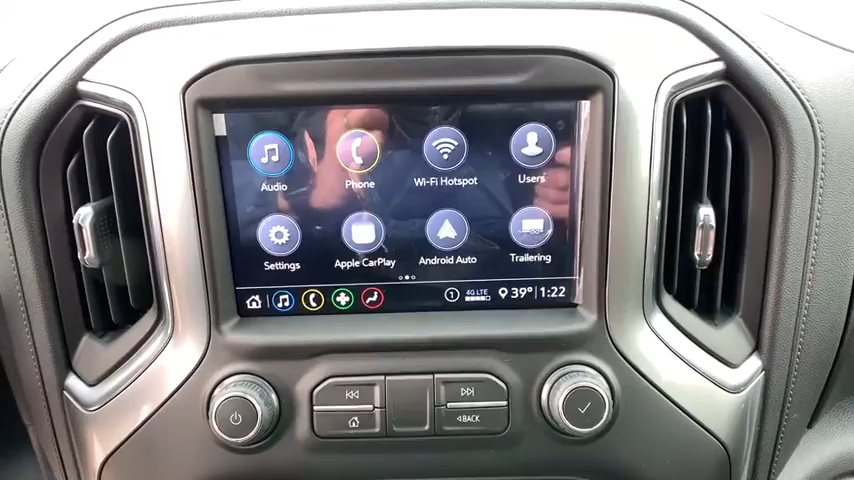 Audio
Phone
Wi-Fi Hotspot
Users
Settings
Apple CarPlay
Android Auto
Trailering
1 4G LTE 39° 1:22
BACK